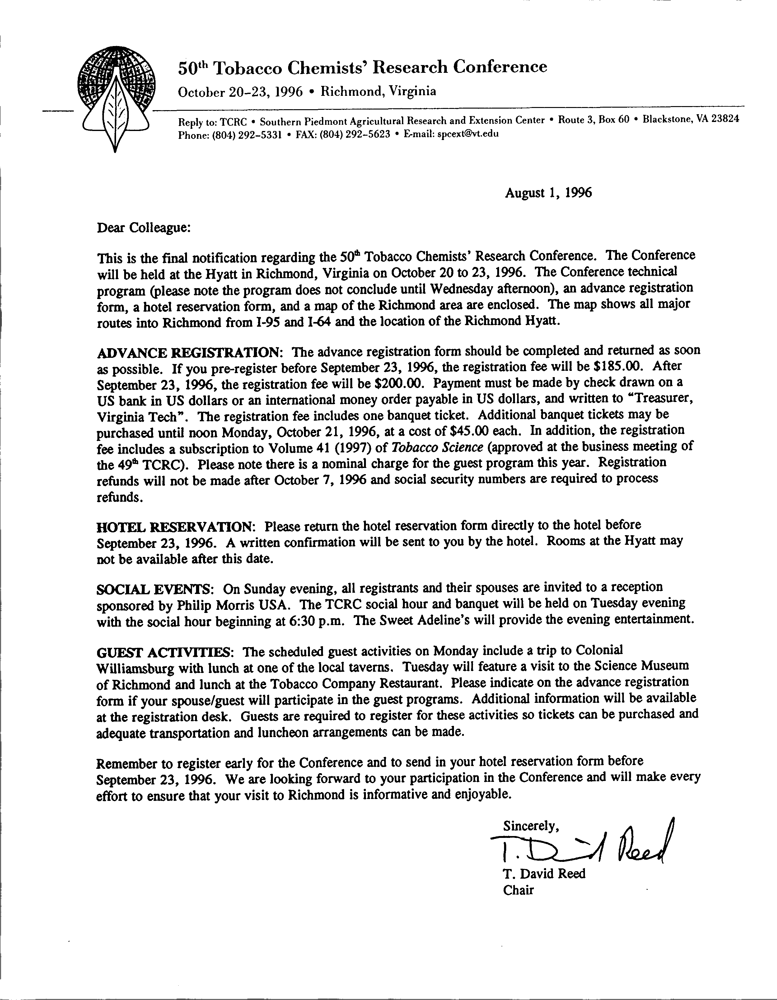 50th Tobacco Chemists' Research Conference
October 20–23, 1996 • Richmond, Virginia
Reply to: TCRC • Southern Piedmont Agricultural Research and Extension Center • Route 3, Box 60 • Blackstone, VA 23824
Phone: (804) 292–5331 • FAX: (804) 292–5623 • E-mail: spcext@vt.edu
August 1, 1996
Dear Colleague:
This is the final notification regarding the 50th Tobacco Chemists' Research Conference. The Conference
will be held at the Hyatt in Richmond, Virginia on October 20 to 23, 1996. The Conference technical
program (please note the program does not conclude until Wednesday afternoon), an advance registration
form, a hotel reservation form, and a map of the Richmond area are enclosed. The map shows all major
routes into Richmond from I-95 and I-64 and the location of the Richmond Hyatt.
ADVANCE REGISTRATION: The advance registration form should be completed and returned as soon
as possible. If you pre-register before September 23, 1996, the registration fee will be $185.00. After
September 23, 1996, the registration fee will be $200.00. Payment must be made by check drawn on a
US bank in US dollars or an international money order payable in US dollars, and written to "Treasurer,
Virginia Tech". The registration fee includes one banquet ticket. Additional banquet tickets may be
purchased until noon Monday, October 21, 1996, at a cost of $45.00 each. In addition, the registration
fee includes a subscription to Volume 41 (1997) of Tobacco Science (approved at the business meeting of
the 49th TCRC). Please note there is a nominal charge for the guest program this year. Registration
refunds will not be made after October 7, 1996 and social security numbers are required to process
refunds.
HOTEL RESERVATION: Please return the hotel reservation form directly to the hotel before
September 23, 1996. A written confirmation will be sent to you by the hotel. Rooms at the Hyatt may
not be available after this date.
SOCIAL EVENTS: On Sunday evening, all registrants and their spouses are invited to a reception
sponsored by Philip Morris USA. The TCRC social hour and banquet will be held on Tuesday evening
with the social hour beginning at 6:30 p.m. The Sweet Adeline's will provide the evening entertainment.
GUEST ACTIVITIES: The scheduled guest activities on Monday include a trip to Colonial
Williamsburg with lunch at one of the local taverns. Tuesday will feature a visit to the Science Museum
of Richmond and lunch at the Tobacco Company Restaurant. Please indicate on the advance registration
form if your spouse/guest will participate in the guest programs. Additional information will be available
at the registration desk. Guests are required to register for these activities so tickets can be purchased and
adequate transportation and luncheon arrangements can be made.
Remember to register early for the Conference and to send in your hotel reservation form before
September 23, 1996. We are looking forward to your participation in the Conference and will make every
effort to ensure that your visit to Richmond is informative and enjoyable.
Sincerely,
T. David Reed
T. David Reed
Chair